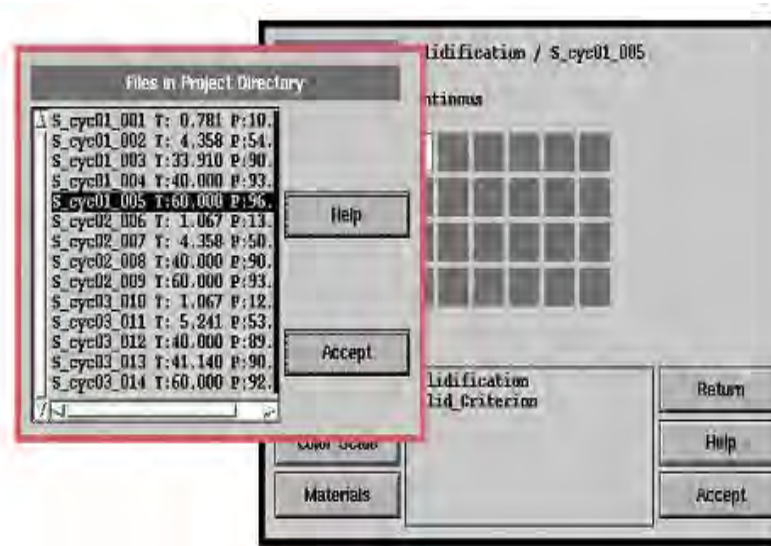 Files in Project Directory
S_cyc01_001 T: 0.781 P:10.
S_cyc01_002 T: 4.358 P:54.
S_cyc01_003 T:33.910 P:90.
S_cyc01_004 T:40.000 P:93.
S_cyc01_005 T:60.000 P:96.
S_cyc02_006 T: 1.067 P:13.
S_cyc02_007 T: 4.358 P:50.
S_cyc02_008 T:40.000 P:90.
S_cyc02_009 T:60.000 P:93.
S_cyc03_010 T: 1.067 P:12.
S_cyc03_011 T: 5.241 P:53.
S_cyc03_012 T:40.000 P:89.
S_cyc03_013 T:41.140 P:90.
S_cyc03_014 T:60.000 P:92.
Help
Accept
lidification / S_cyc01_005
ntinous
lidification
lid_Criterion
Color Scale
Materials
Return
Help
Accept